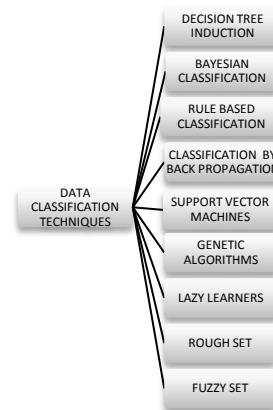 DECISION TREE
INDUCTION
BAYESIAN
CLASSIFICATION
RULE BASED
CLASSIFICATION
CLASSIFICATION BY
BACK PROPAGATION
DATA
CLASSIFICATION
TECHNIQUES
SUPPORT VECTOR
MACHINES
GENETIC
ALGORITHMS
LAZY LEARNERS
ROUGH SET
FUZZY SET